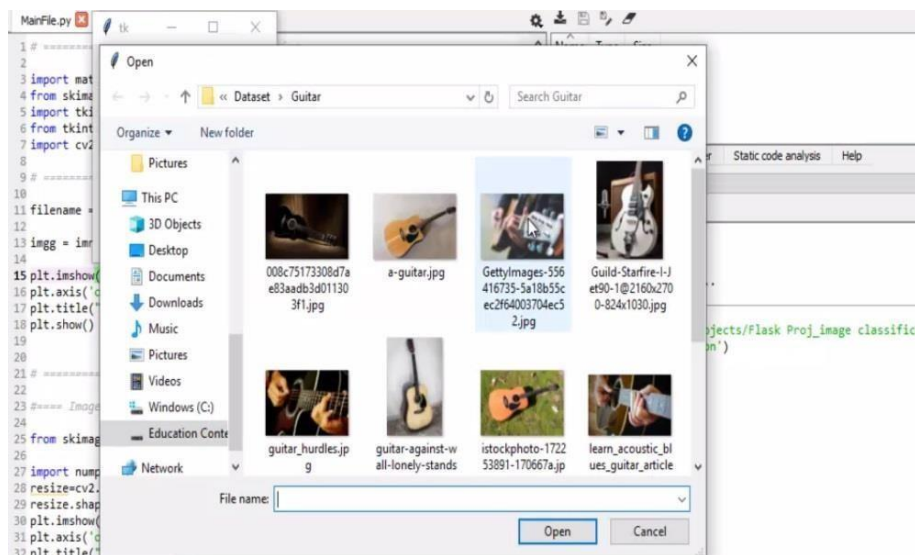 MainFile.py
tk
1 # ========
2
3 import mat
4 from skima
5 import tki
6 from tkint
7 import cv2
8
9 # ========
10
11 filename =
12
13 imgg = imr
14
15 plt.imshow(
16 plt.axis('o
17 plt.title("
18 plt.show()
19
20
21 # ========
22
23 #==== Image
24
25 from skimag
26
27 import nump
28 resize=cv2.
29 resize.shap
30 plt.imshow(
31 plt.axis('o
32 plt.title("
Open
« Dataset › Guitar
Search Guitar
Organize
New folder
Pictures
This PC
3D Objects
Desktop
Documents
Downloads
Music
Pictures
Videos
Windows (C:)
Education Conte
Network
008c75173308d7a
e83aadb3d01130
3f1.jpg
a-guitar.jpg
GettyImages-556
416735-5a18b55c
ec2f64003704ec5
2.jpg
Guild-Starfire-I-J
et90-1@2160x270
0-824x1030.jpg
guitar_hurdles.jp
g
guitar-against-w
all-lonely-stands
istockphoto-1722
53891-170667a.jp
learn_acoustic_bl
ues_guitar_article
File name:
Open
Cancel
Static code analysis
Help
bjects/Flask Proj_image classific
on')